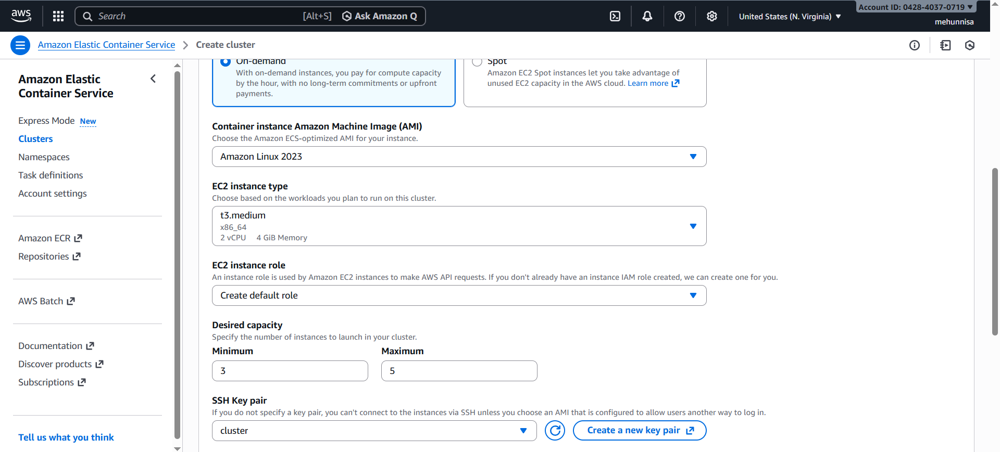 aws
Search
[Alt+S]
Ask Amazon Q
United States (N. Virginia)
Account ID: 0428-4037-0719
mehunnisa
Amazon Elastic Container Service
Create cluster
Amazon Elastic
Container Service
Express Mode New
Clusters
Namespaces
Task definitions
Account settings
Amazon ECR
Repositories
AWS Batch
Documentation
Discover products
Subscriptions
Tell us what you think
On-demand
With on-demand instances, you pay for compute capacity
by the hour, with no long-term commitments or upfront
payments.
Spot
Amazon EC2 Spot instances let you take advantage of
unused EC2 capacity in the AWS cloud. Learn more
Container instance Amazon Machine Image (AMI)
Choose the Amazon ECS-optimized AMI for your instance.
Amazon Linux 2023
EC2 instance type
Choose based on the workloads you plan to run on this cluster.
t3.medium
x86_64
2 vCPU 4 GiB Memory
EC2 instance role
An instance role is used by Amazon EC2 instances to make AWS API requests. If you don't already have an instance IAM role created, we can create one for you.
Create default role
Desired capacity
Specify the number of instances to launch in your cluster.
Minimum
Maximum
3
5
SSH Key pair
If you do not specify a key pair, you can't connect to the instances via SSH unless you choose an AMI that is configured to allow users another way to log in.
cluster
Create a new key pair